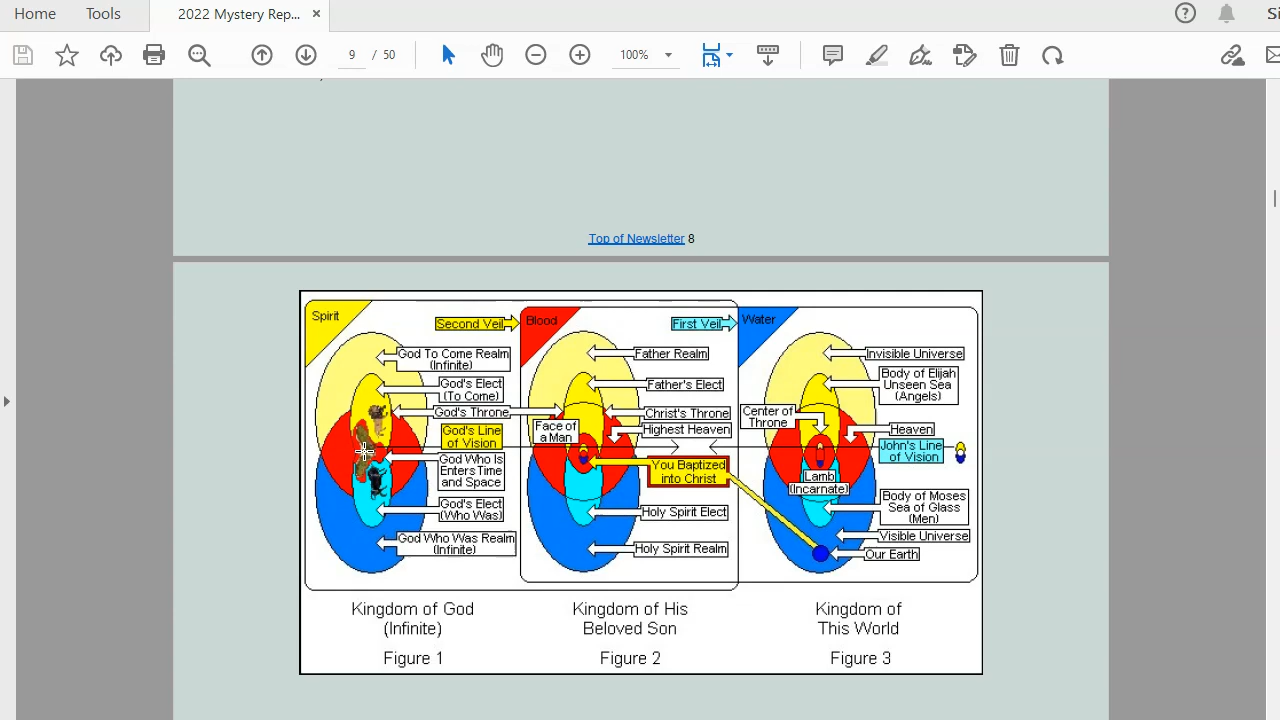 Home
Tools
2022 Mystery Rep...
9
/ 50
100%
Top of Newsletter 8
Spirit
Second Veil
God To Come Realm
(Infinite)
God's Elect
(To Come)
God's Throne
God's Line
of Vision
God Who Is
Enters Time
and Space
God's Elect
(Who Was)
God Who Was Realm
(Infinite)
Blood
First Veil
Father Realm
Father's Elect
Christ's Throne
Highest Heaven
Face of
a Man
You Baptized
into Christ
Holy Spirit Elect
Holy Spirit Realm
Water
Invisible Universe
Body of Elijah
Unseen Sea
(Angels)
Center of
Throne
Heaven
John's Line
of Vision
Lamb
(Incarnate)
Body of Moses
Sea of Glass
(Men)
Visible Universe
Our Earth
Kingdom of God
(Infinite)
Figure 1
Kingdom of His
Beloved Son
Figure 2
Kingdom of
This World
Figure 3